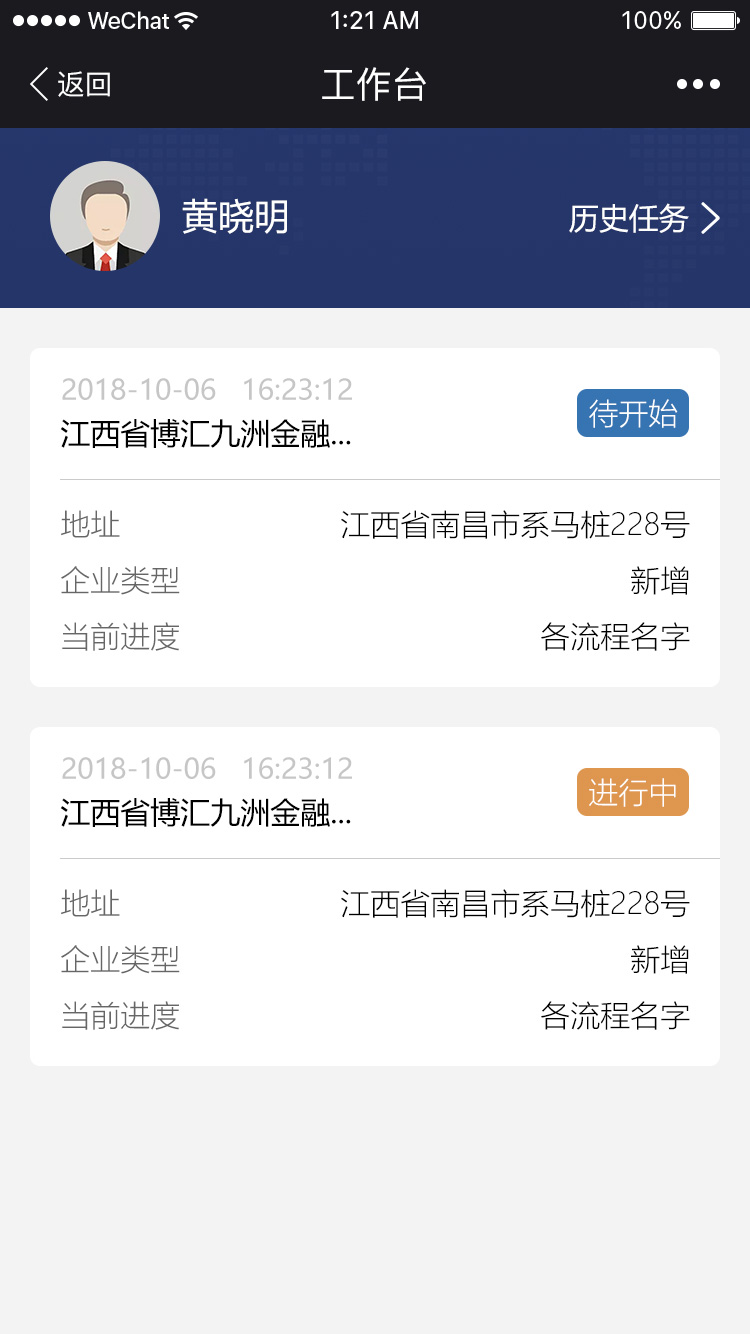 WeChat 1:21 AM 100%
返回 工作台
黄晓明 历史任务
2018-10-06 16:23:12
江西省博汇九洲金融... 待开始
地址 江西省南昌市系马桩228号
企业类型 新增
当前进度 各流程名字
2018-10-06 16:23:12
江西省博汇九洲金融... 进行中
地址 江西省南昌市系马桩228号
企业类型 新增
当前进度 各流程名字